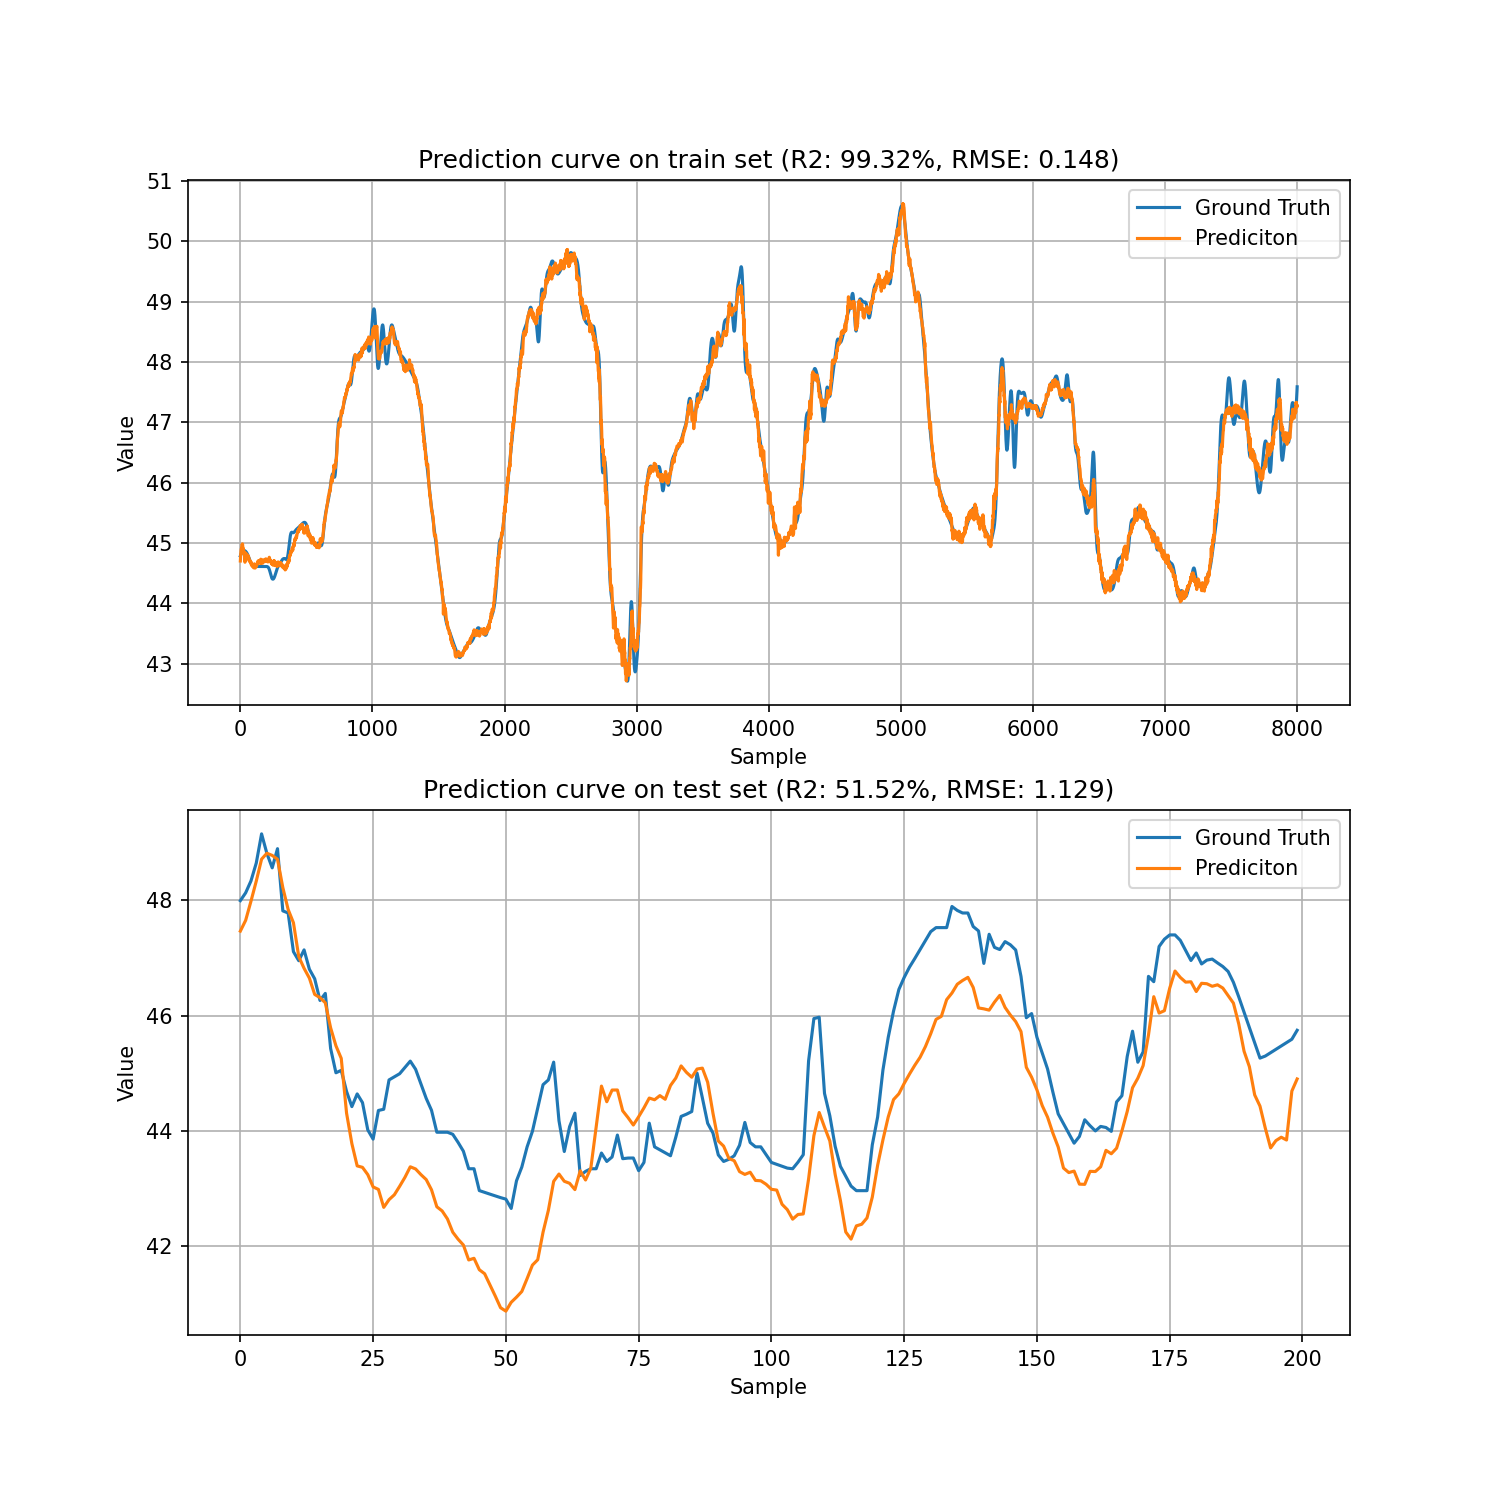 Prediction curve on train set (R2: 99.32%, RMSE: 0.148)
51
50
49
48
47
46
45
44
43
Value
Ground Truth
Prediciton
0 1000 2000 3000 4000 5000 6000 7000 8000
Sample
Prediction curve on test set (R2: 51.52%, RMSE: 1.129)
48
46
44
42
Value
Ground Truth
Prediciton
0 25 50 75 100 125 150 175 200
Sample